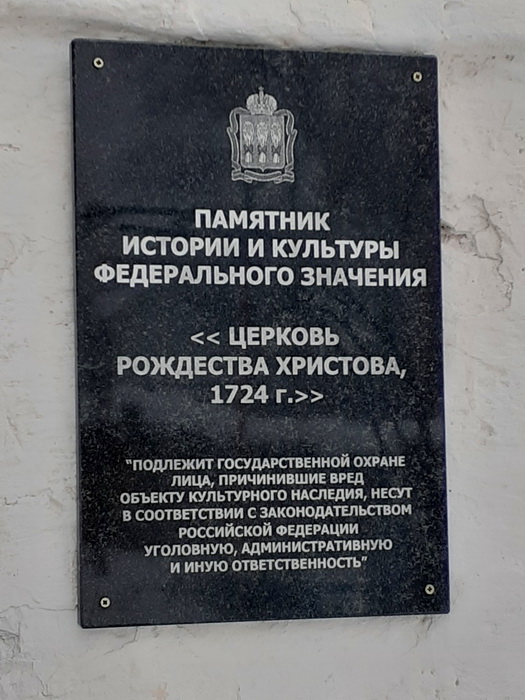 ПАМЯТНИК
ИСТОРИИ И КУЛЬТУРЫ
ФЕДЕРАЛЬНОГО ЗНАЧЕНИЯ
<< ЦЕРКОВЬ
РОЖДЕСТВА ХРИСТОВА,
1724 г.>>
"ПОДЛЕЖИТ ГОСУДАРСТВЕННОЙ ОХРАНЕ
ЛИЦА, ПРИЧИНИВШИЕ ВРЕД
ОБЪЕКТУ КУЛЬТУРНОГО НАСЛЕДИЯ, НЕСУТ
В СООТВЕТСТВИИ С ЗАКОНОДАТЕЛЬСТВОМ
РОССИЙСКОЙ ФЕДЕРАЦИИ
УГОЛОВНУЮ, АДМИНИСТРАТИВНУЮ
И ИНУЮ ОТВЕТСТВЕННОСТЬ"